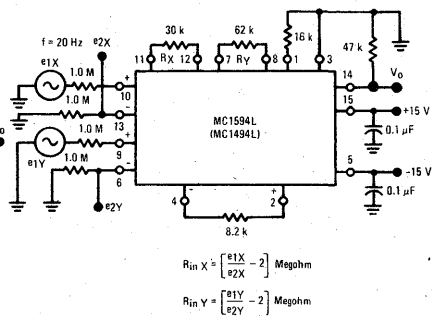 30 k
62 k
16 k
47 k
f = 20 Hz
e2X
e1X
1.0 M
11
RX
12
7
RY
8
1
3
14
Vo
+
10
1.0 M
15
+15 V
-
13
MC1594L
(MC1494L)
0.1 µF
1.0 M
+
9
o
e1Y
1.0 M
5
-15 V
-
6
0.1 µF
e2Y
-
4
+
2
8.2 k
Rin X = [e1X/e2X - 2] Megohm
Rin Y = [e1Y/e2Y - 2] Megohm